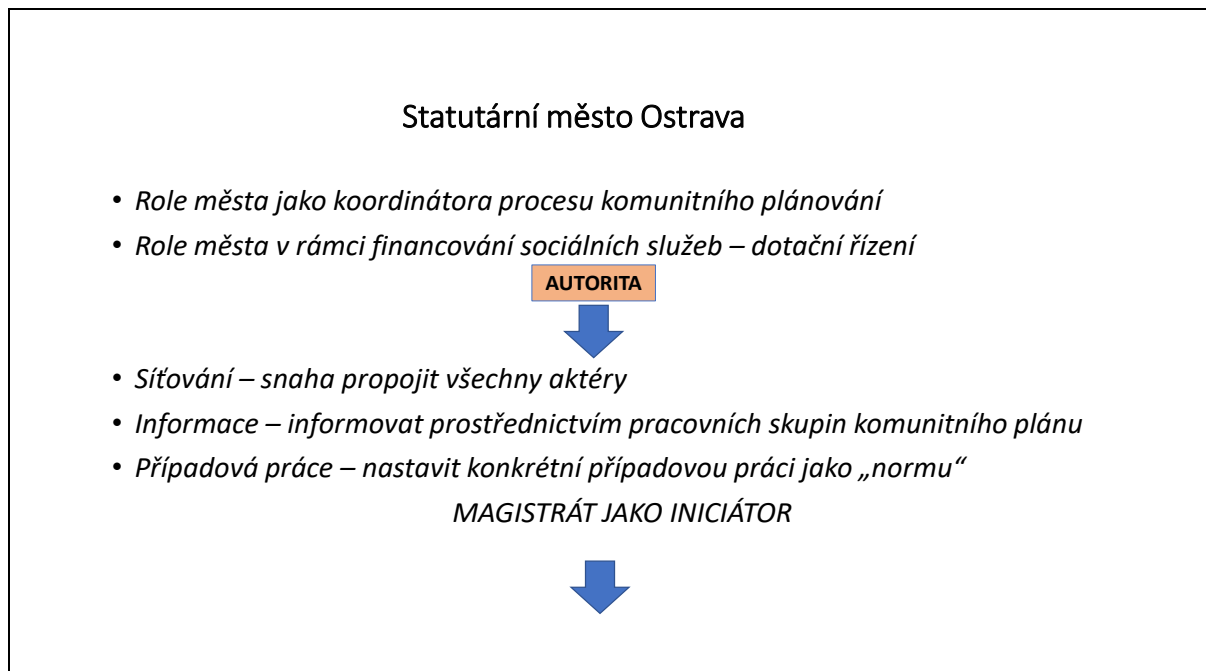 Statutární město Ostrava
• Role města jako koordinátora procesu komunitního plánování
• Role města v rámci financování sociálních služeb – dotační řízení
AUTORITA
• Síťování – snaha propojit všechny aktéry
• Informace – informovat prostřednictvím pracovních skupin komunitního plánu
• Případová práce – nastavit konkrétní případovou práci jako „normu“
MAGISTRÁT JAKO INICIÁTOR